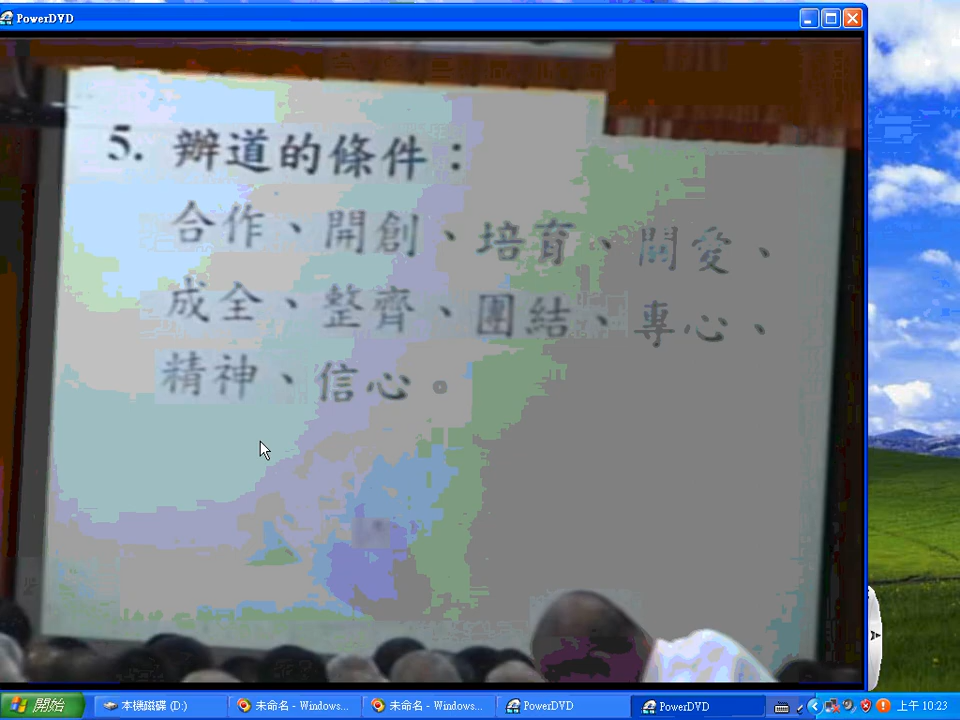 PowerDVD
5. 辦道的條件：
合作、開創、培育、關愛、
成全、整齊、團結、專心、
精神、信心。
開始
本機磁碟 (D:)
未命名 - Windows...
未命名 - Windows...
PowerDVD
PowerDVD
上午 10:23